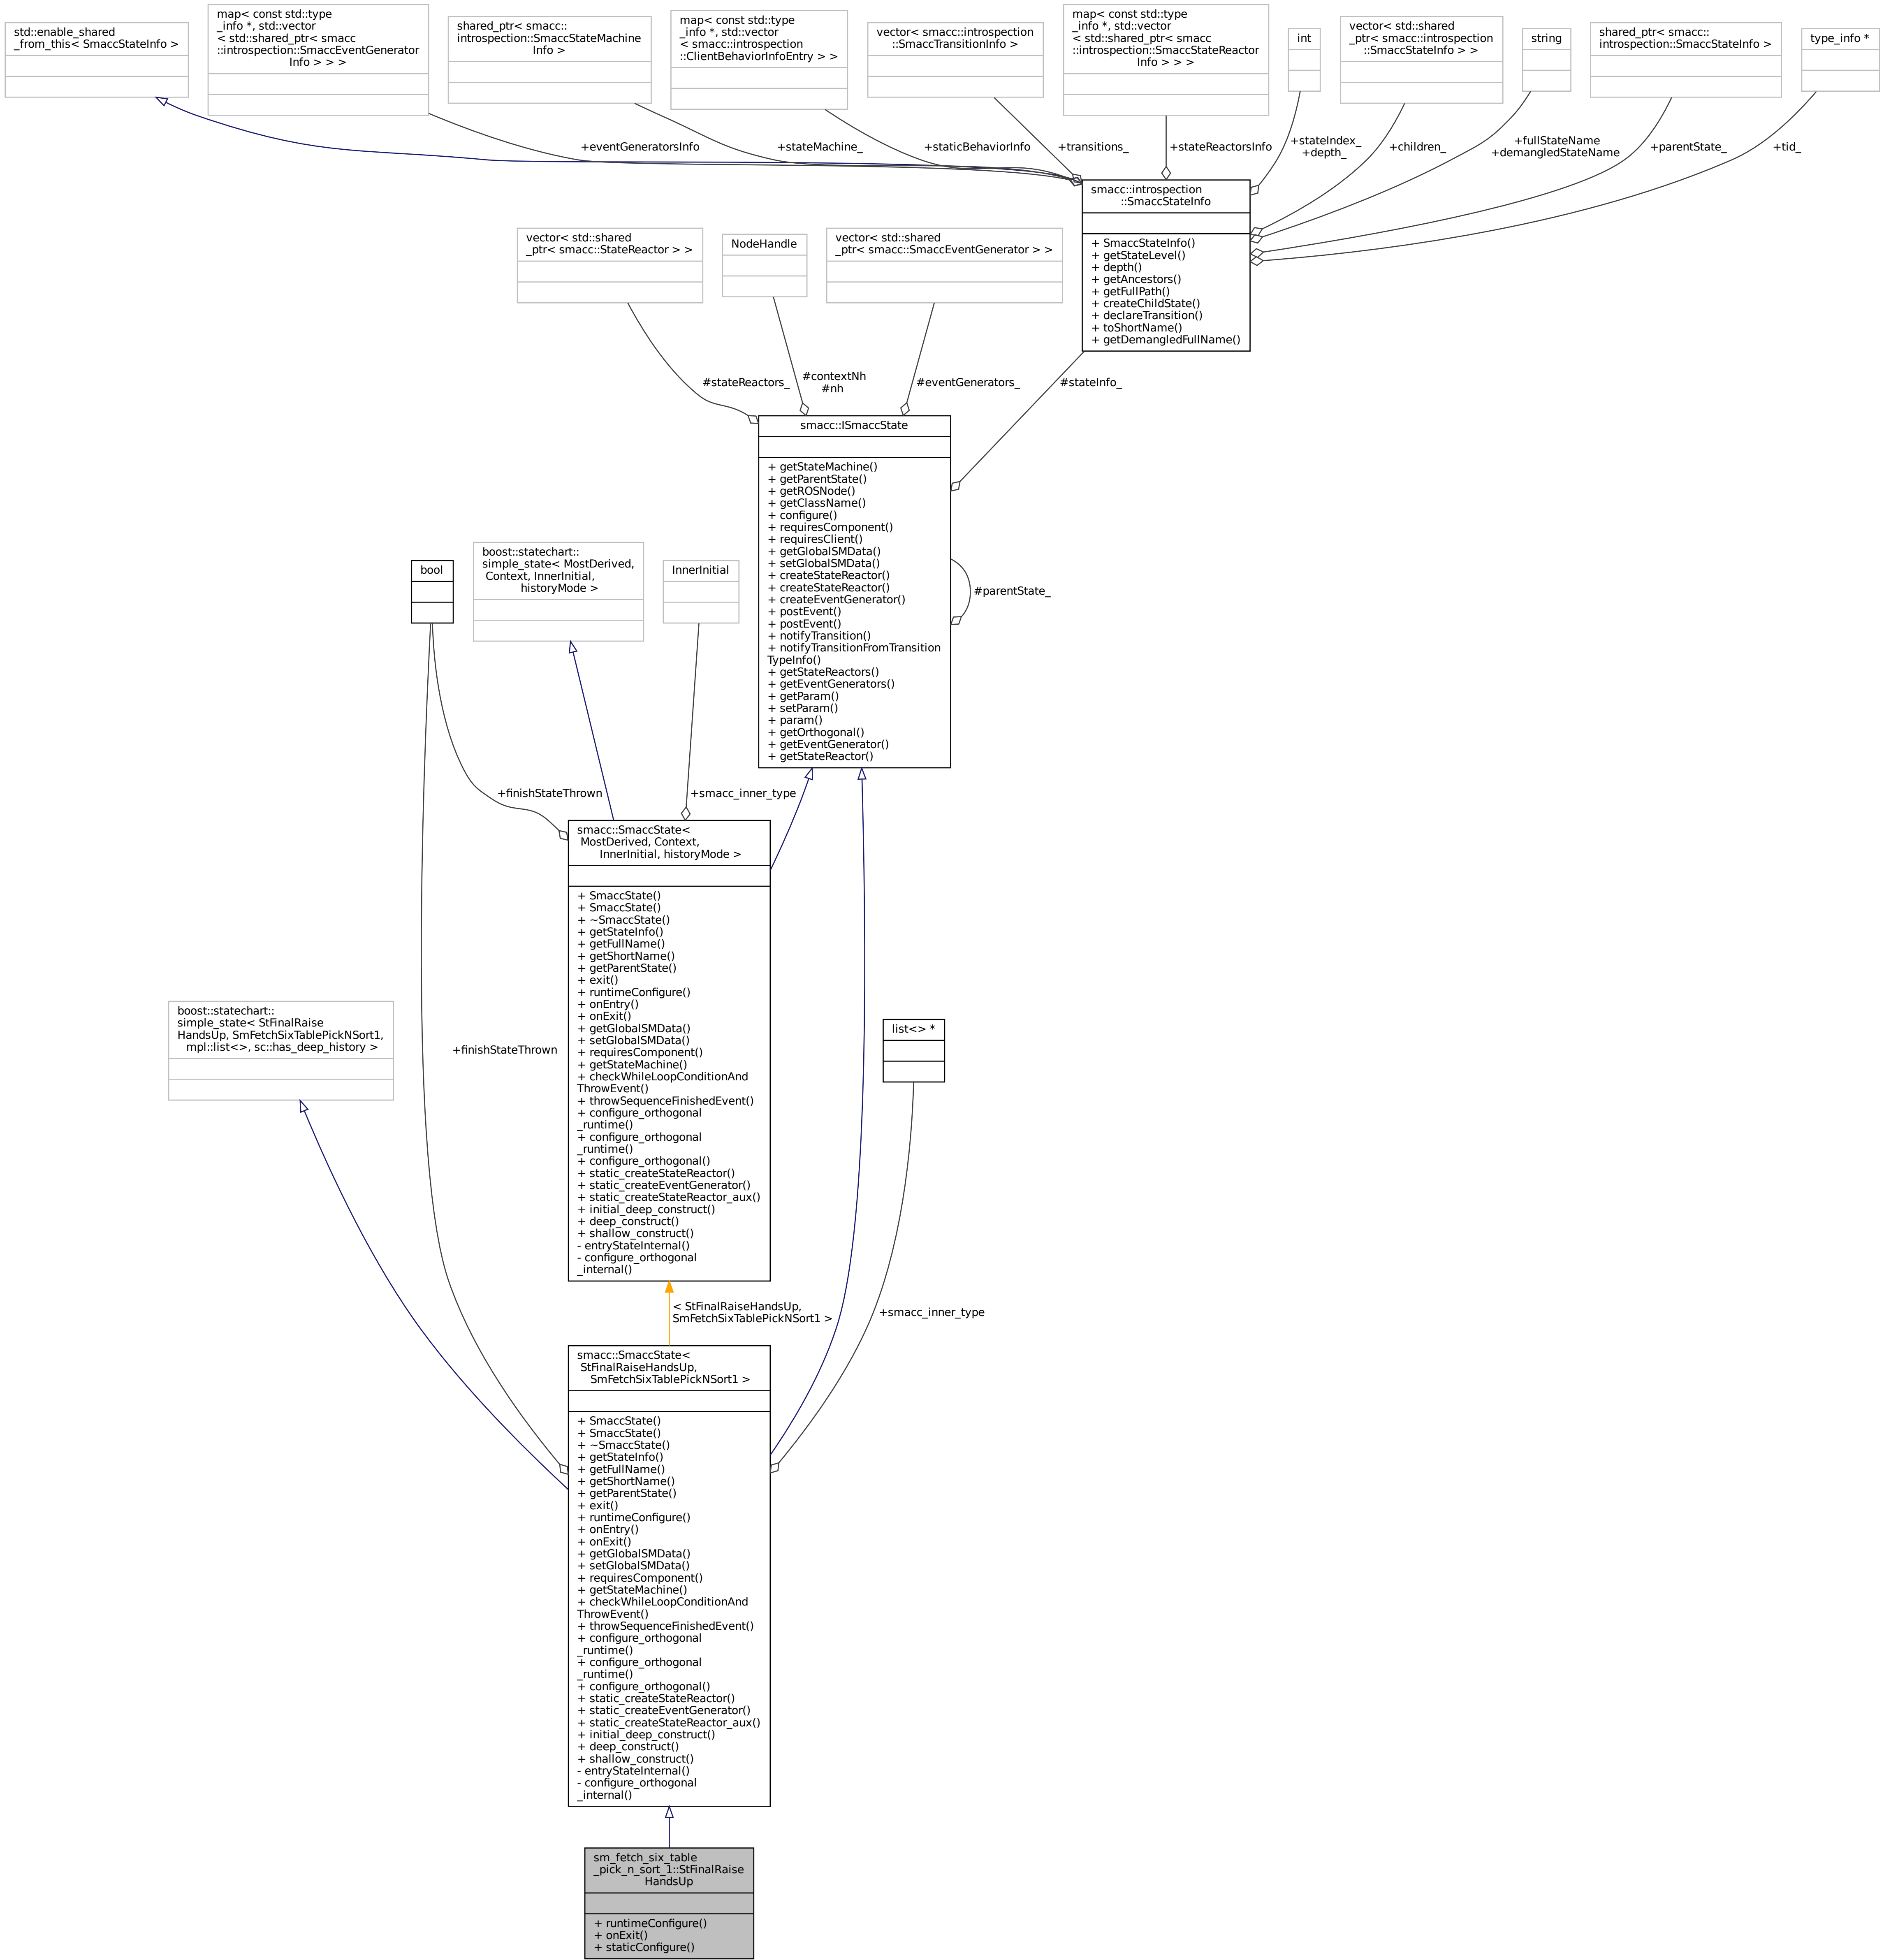 std::enable_shared
_from_this< SmaccStateInfo >
map< const std::type
_info *, std::vector
< std::shared_ptr< smacc
::introspection::SmaccEventGenerator
Info > > >
shared_ptr< smacc::
introspection::SmaccStateMachine
Info >
map< const std::type
_info *, std::vector
< smacc::introspection
::ClientBehaviorInfoEntry > >
vector< smacc::introspection
::SmaccTransitionInfo >
map< const std::type
_info *, std::vector
< std::shared_ptr< smacc
::introspection::SmaccStateReactor
Info > > >
int
vector< std::shared
_ptr< smacc::introspection
::SmaccStateInfo > >
string
shared_ptr< smacc::
introspection::SmaccStateInfo >
type_info *
+eventGeneratorsInfo
+stateMachine_
+staticBehaviorInfo
+transitions_
+stateReactorsInfo
+stateIndex_
+depth_
+children_
+fullStateName
+demangledStateName
+parentState_
+tid_
smacc::introspection
::SmaccStateInfo
+ SmaccStateInfo()
+ getStateLevel()
+ depth()
+ getAncestors()
+ getFullPath()
+ createChildState()
+ declareTransition()
+ toShortName()
+ getDemangledFullName()
vector< std::shared
_ptr< smacc::StateReactor > >
NodeHandle
vector< std::shared
_ptr< smacc::SmaccEventGenerator > >
#stateReactors_
#contextNh
#nh
#eventGenerators_
#stateInfo_
smacc::ISmaccState
+ getStateMachine()
+ getParentState()
+ getROSNode()
+ getClassName()
+ configure()
+ requiresComponent()
+ requiresClient()
+ getGlobalSMData()
+ setGlobalSMData()
+ createStateReactor()
+ createStateReactor()
+ createEventGenerator()
+ postEvent()
+ postEvent()
+ notifyTransition()
+ notifyTransitionFromTransition
TypeInfo()
+ getStateReactors()
+ getEventGenerators()
+ getParam()
+ setParam()
+ param()
+ getOrthogonal()
+ getEventGenerator()
+ getStateReactor()
#parentState_
bool
boost::statechart::
simple_state< MostDerived,
Context, InnerInitial,
historyMode >
InnerInitial
+finishStateThrown
+smacc_inner_type
smacc::SmaccState<
MostDerived, Context,
InnerInitial, historyMode >
+ SmaccState()
+ SmaccState()
+ ~SmaccState()
+ getStateInfo()
+ getFullName()
+ getShortName()
+ getParentState()
+ exit()
+ runtimeConfigure()
+ onEntry()
+ onExit()
+ getGlobalSMData()
+ setGlobalSMData()
+ requiresComponent()
+ getStateMachine()
+ checkWhileLoopConditionAnd
ThrowEvent()
+ throwSequenceFinishedEvent()
+ configure_orthogonal
_runtime()
+ configure_orthogonal
_runtime()
+ configure_orthogonal()
+ static_createStateReactor()
+ static_createEventGenerator()
+ static_createStateReactor_aux()
+ initial_deep_construct()
+ deep_construct()
+ shallow_construct()
- entryStateInternal()
- configure_orthogonal
_internal()
boost::statechart::
simple_state< StFinalRaise
HandsUp, SmFetchSixTablePickNSort1,
mpl::list<>, sc::has_deep_history >
+finishStateThrown
list<> *
< StFinalRaiseHandsUp,
SmFetchSixTablePickNSort1 >
+smacc_inner_type
smacc::SmaccState<
StFinalRaiseHandsUp,
SmFetchSixTablePickNSort1 >
+ SmaccState()
+ SmaccState()
+ ~SmaccState()
+ getStateInfo()
+ getFullName()
+ getShortName()
+ getParentState()
+ exit()
+ runtimeConfigure()
+ onEntry()
+ onExit()
+ getGlobalSMData()
+ setGlobalSMData()
+ requiresComponent()
+ getStateMachine()
+ checkWhileLoopConditionAnd
ThrowEvent()
+ throwSequenceFinishedEvent()
+ configure_orthogonal
_runtime()
+ configure_orthogonal
_runtime()
+ configure_orthogonal()
+ static_createStateReactor()
+ static_createEventGenerator()
+ static_createStateReactor_aux()
+ initial_deep_construct()
+ deep_construct()
+ shallow_construct()
- entryStateInternal()
- configure_orthogonal
_internal()
sm_fetch_six_table
_pick_n_sort_1::StFinalRaise
HandsUp
+ runtimeConfigure()
+ onExit()
+ staticConfigure()